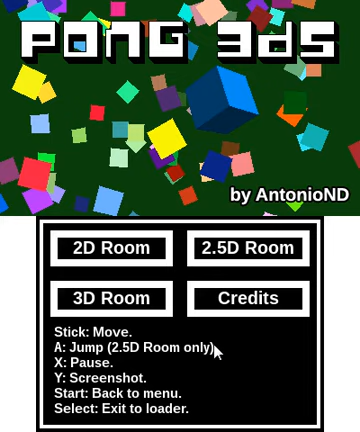 PONG 3DS
by AntonioND
2D Room
2.5D Room
3D Room
Credits
Stick: Move.
A: Jump (2.5D Room only).
X: Pause.
Y: Screenshot.
Start: Back to menu.
Select: Exit to loader.